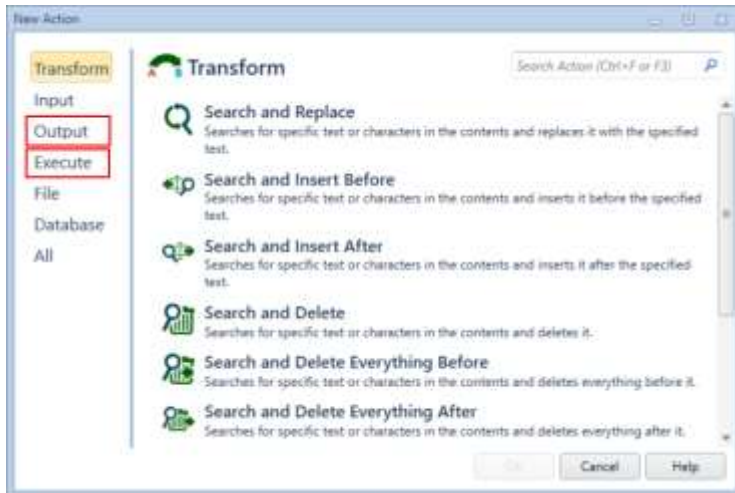 New Action
Transform
Input
Output
Execute
File
Database
All
A B Transform
Search Action (Ctrl+F or F3)
Search and Replace
Searches for specific text or characters in the contents and replaces it with the specified
text.
Search and Insert Before
Searches for specific text or characters in the contents and inserts it before the specified
text.
Search and Insert After
Searches for specific text or characters in the contents and inserts it after the specified
text.
Search and Delete
Searches for specific text or characters in the contents and deletes it.
Search and Delete Everything Before
Searches for specific text or characters in the contents and deletes everything before it.
Search and Delete Everything After
Searches for specific text or characters in the contents and deletes everything after it.
Cancel
Help